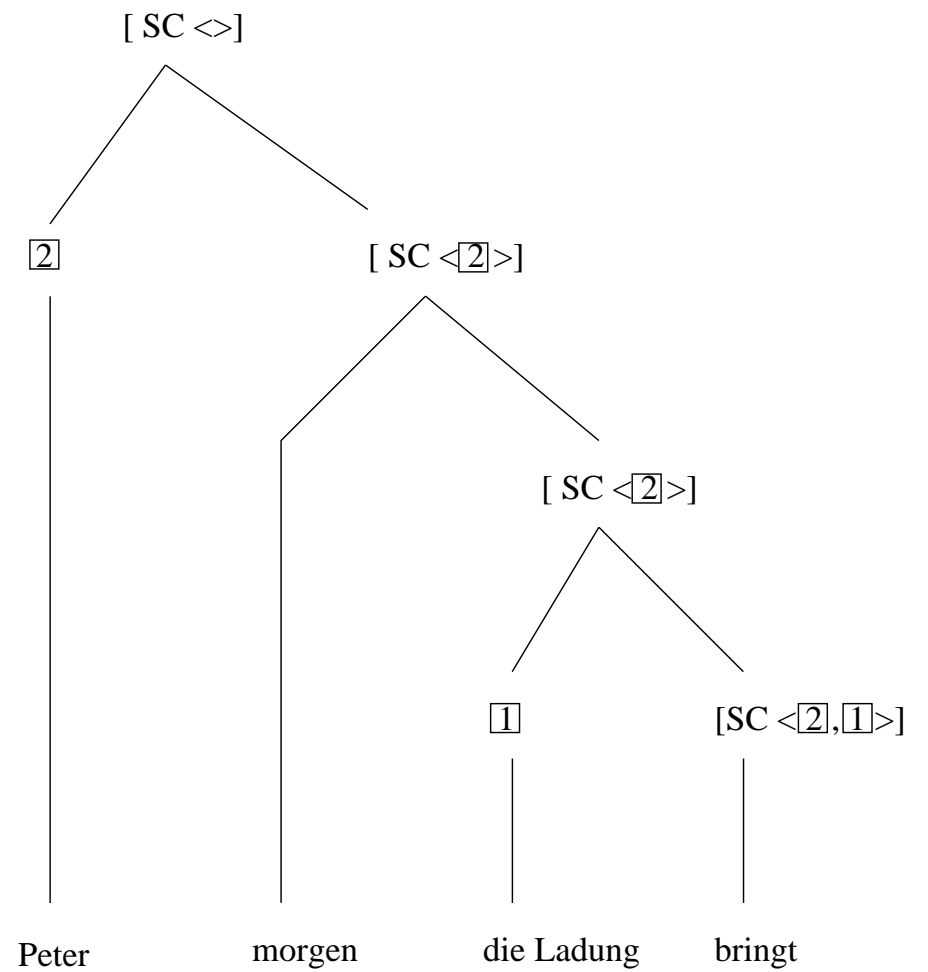 [ SC <>]
2 [ SC <2>]
[ SC <2>]
1 [SC <2,1>]
Peter morgen die Ladung bringt